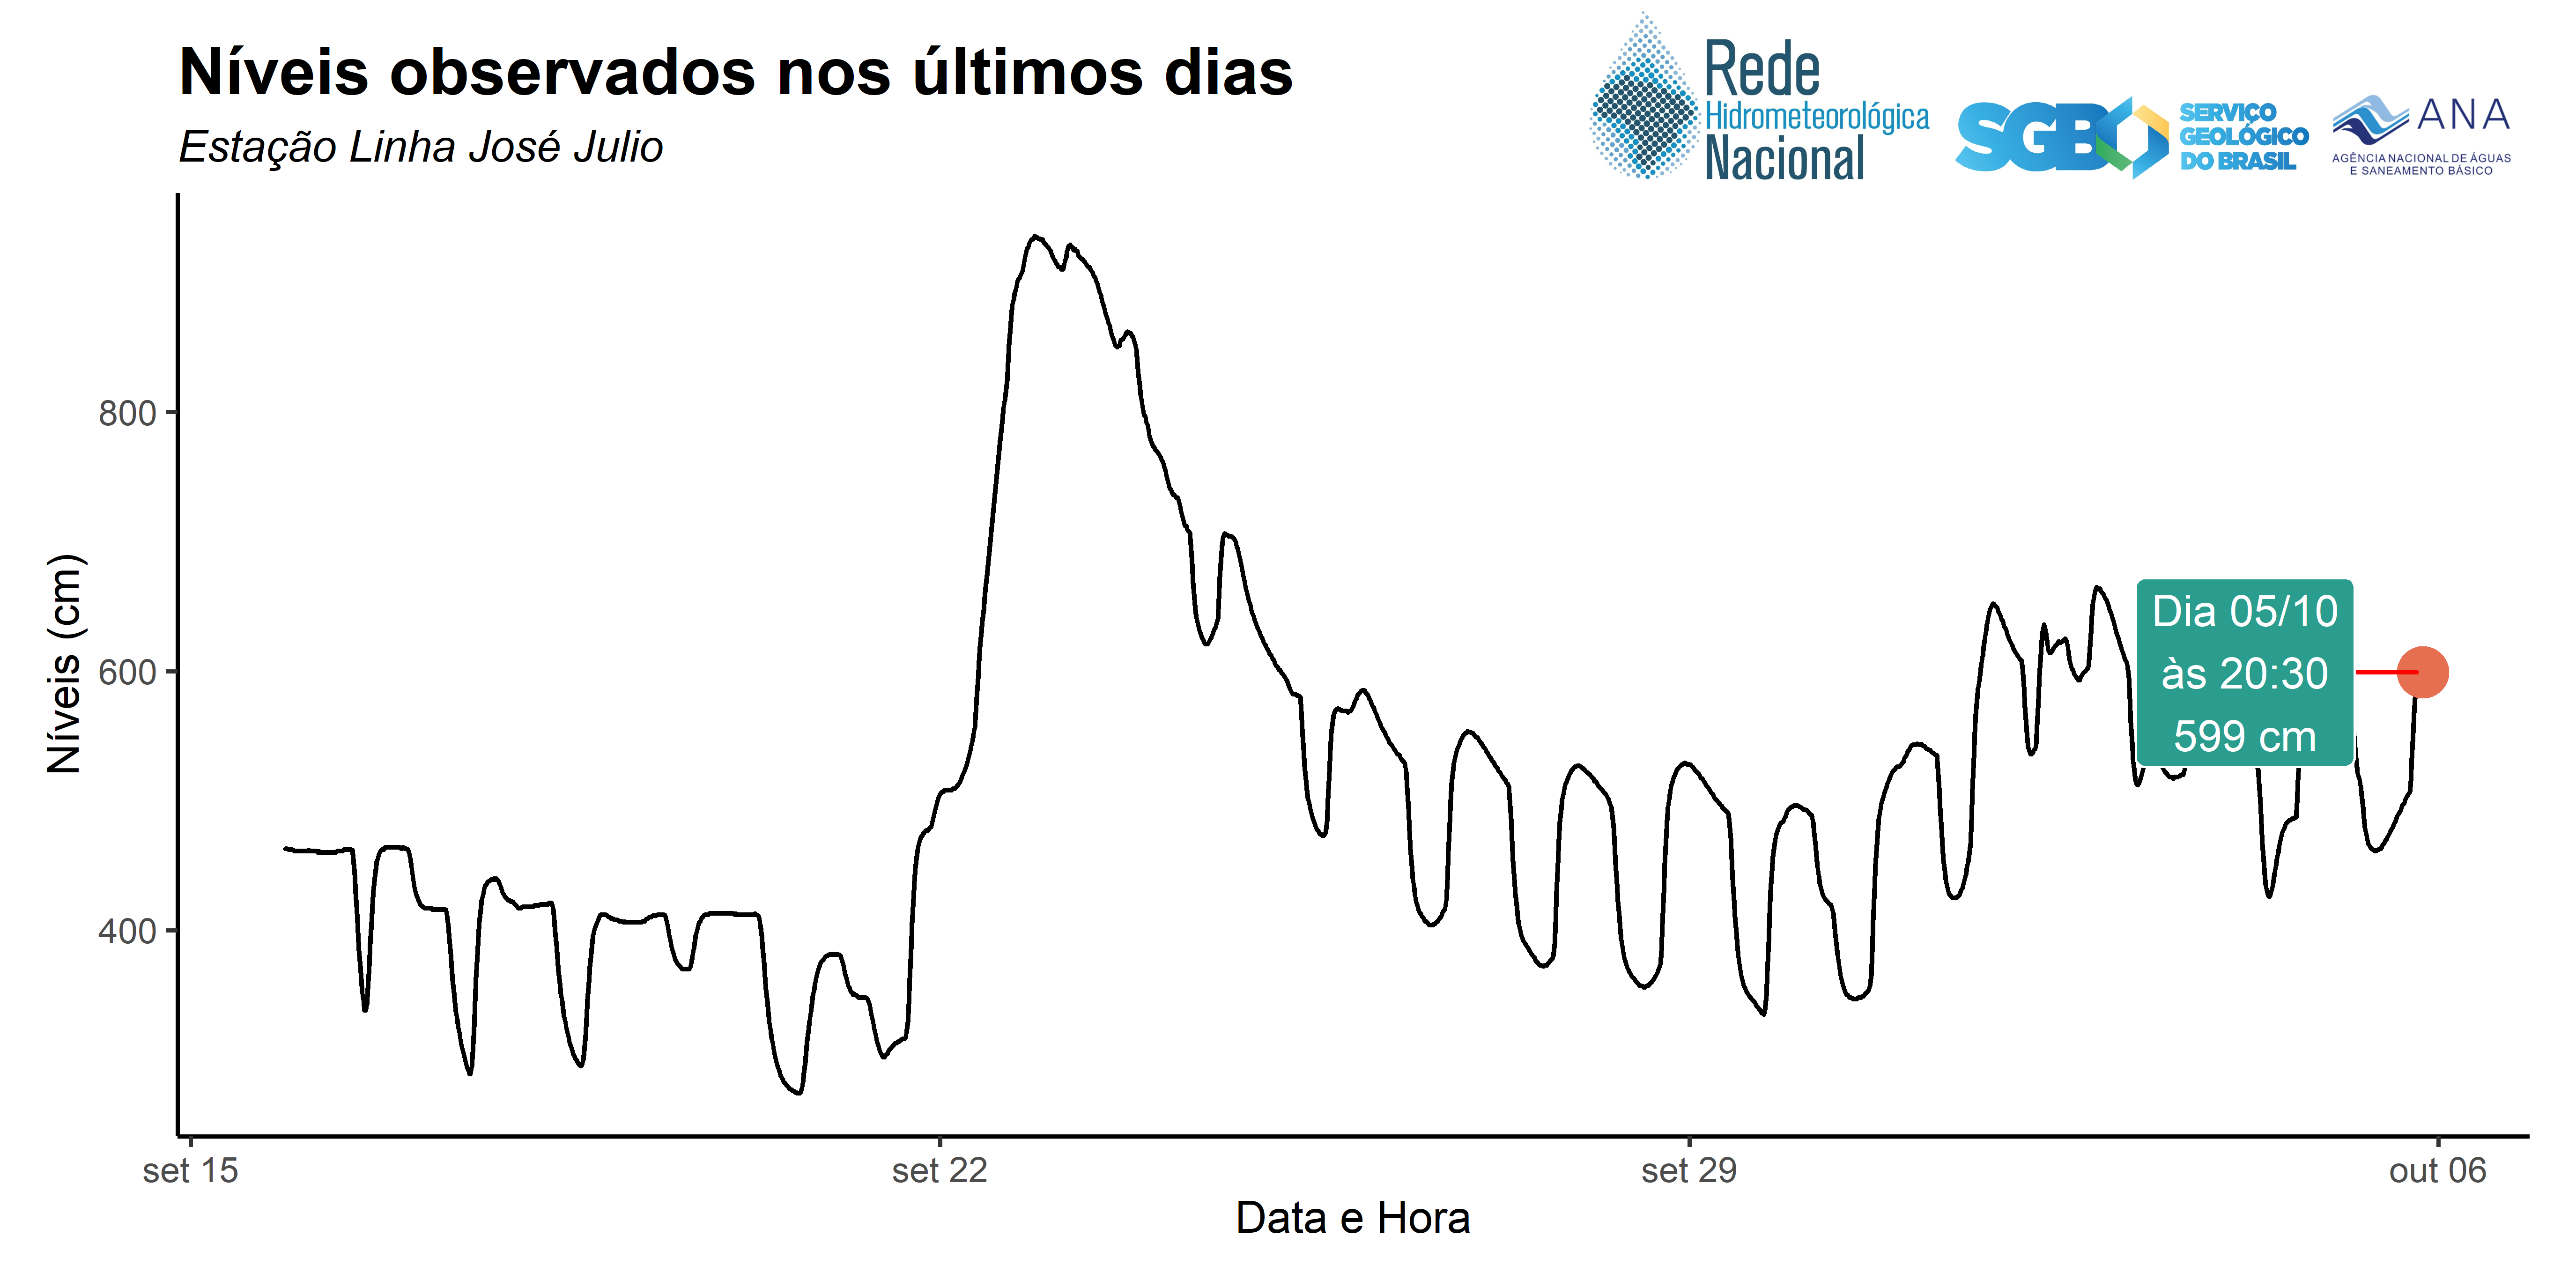 Níveis observados nos últimos dias
Estação Linha José Julio
Rede
Hidrometeorológica
Nacional
SGB
SERVIÇO
GEOLÓGICO
DO BRASIL
ANA
AGÊNCIA NACIONAL DE ÁGUAS
E SANEAMENTO BÁSICO
Níveis (cm)
800
600
400
Dia 05/10
às 20:30
599 cm
set 15
set 22
set 29
out 06
Data e Hora